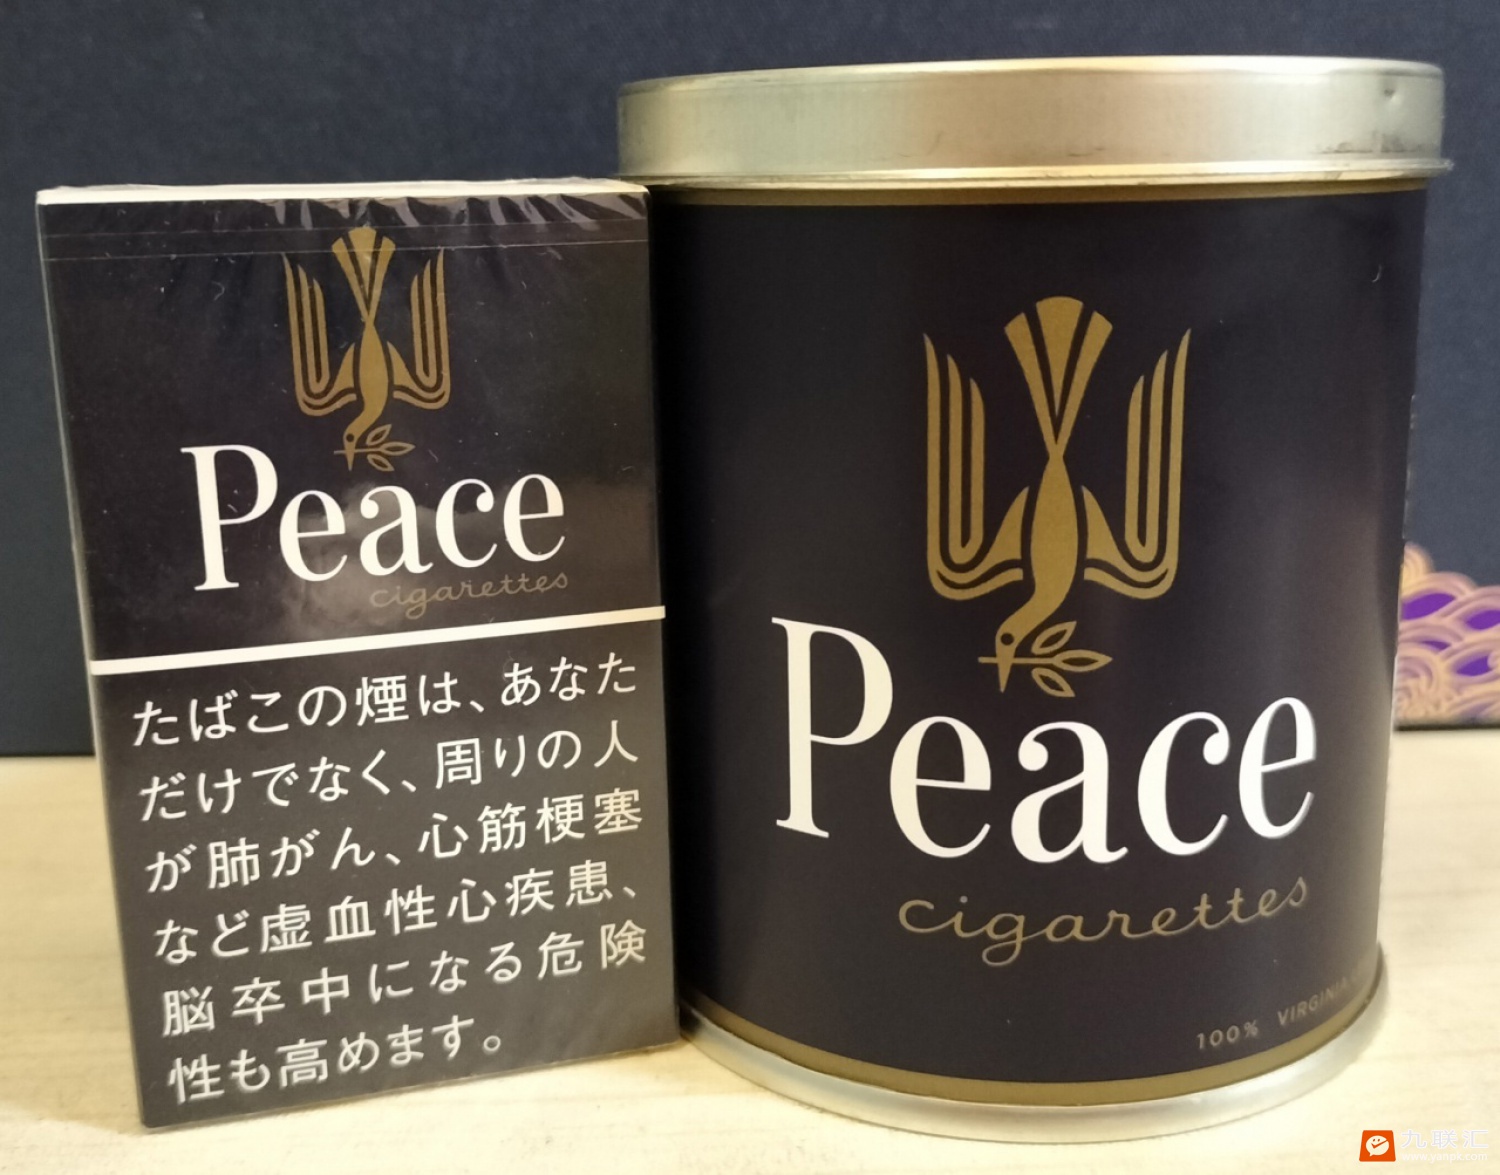 Peace
cigarettes
たばこの煙は、あなた
だけでなく、周りの人
が肺がん、心筋梗塞
など虚血性心疾患、
脳卒中になる危険
性も高めます。
Peace
cigarettes
100% VIRGINIA
九联汇
www.yanpk.com